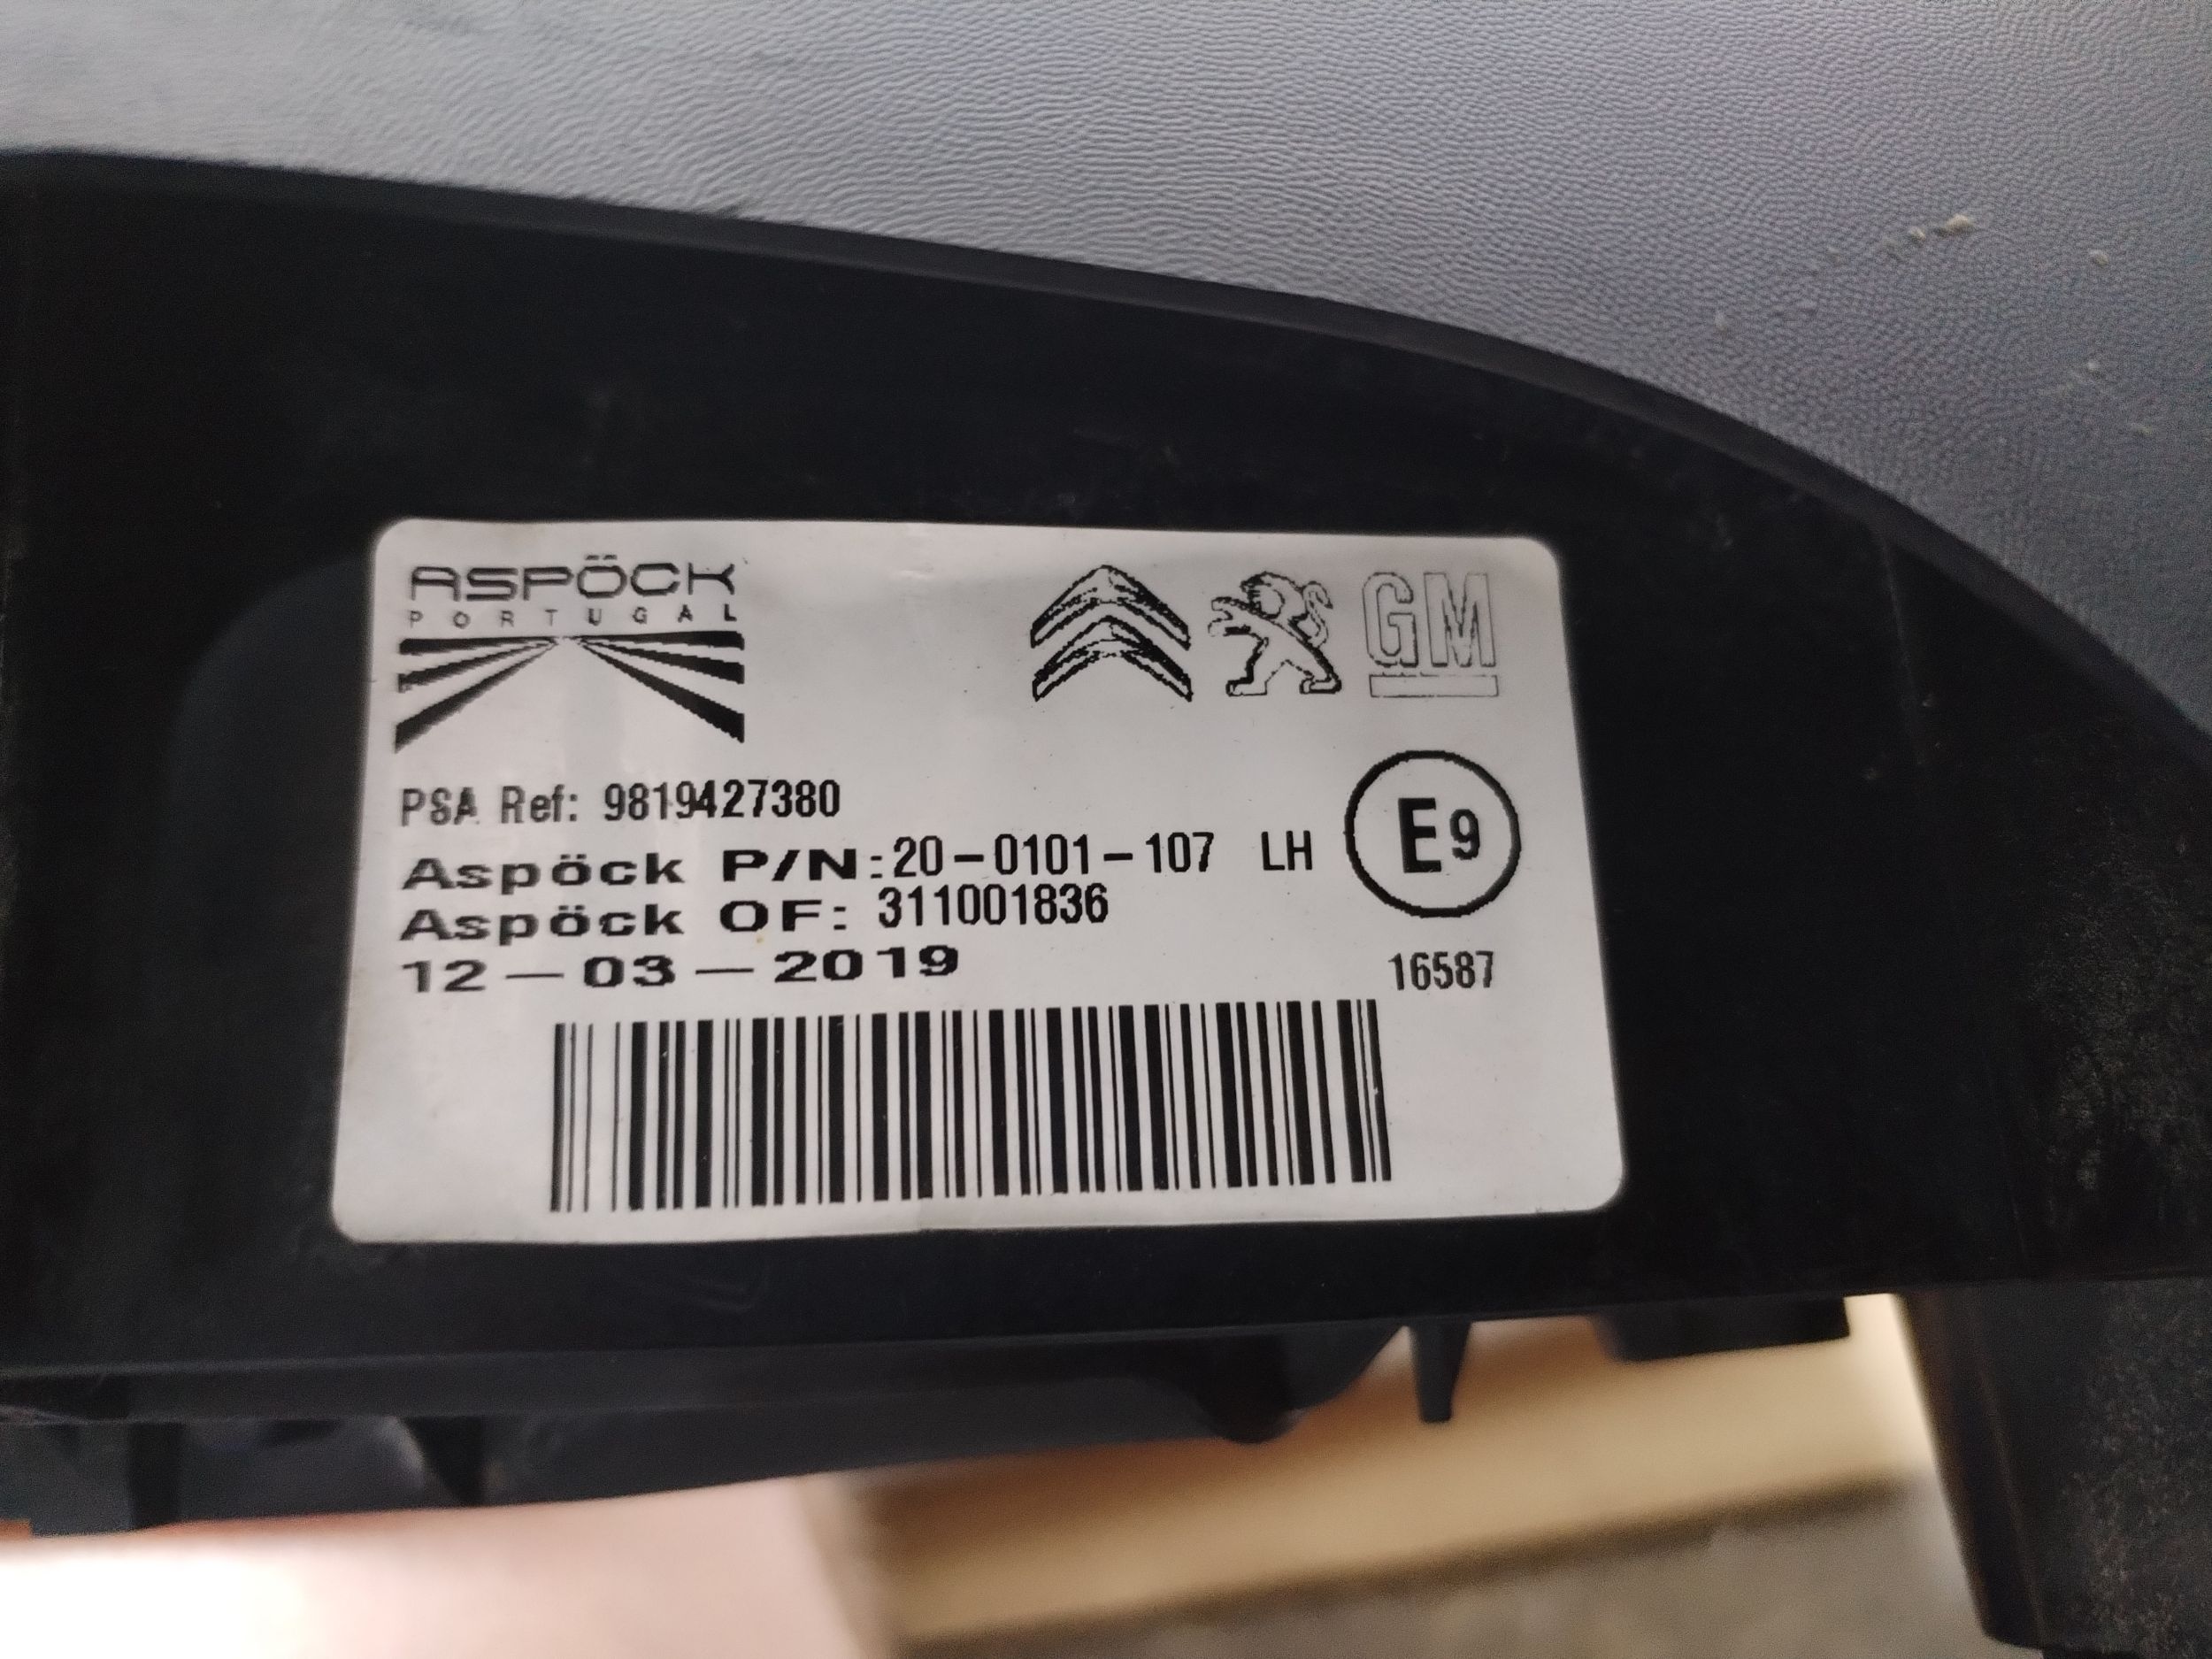 ASPÖCK
PORTUGAL
GM
PSA Ref: 9819427380
Aspöck P/N:20-0101-107 LH
E9
Aspöck OF: 311001836
12-03-2019
16587